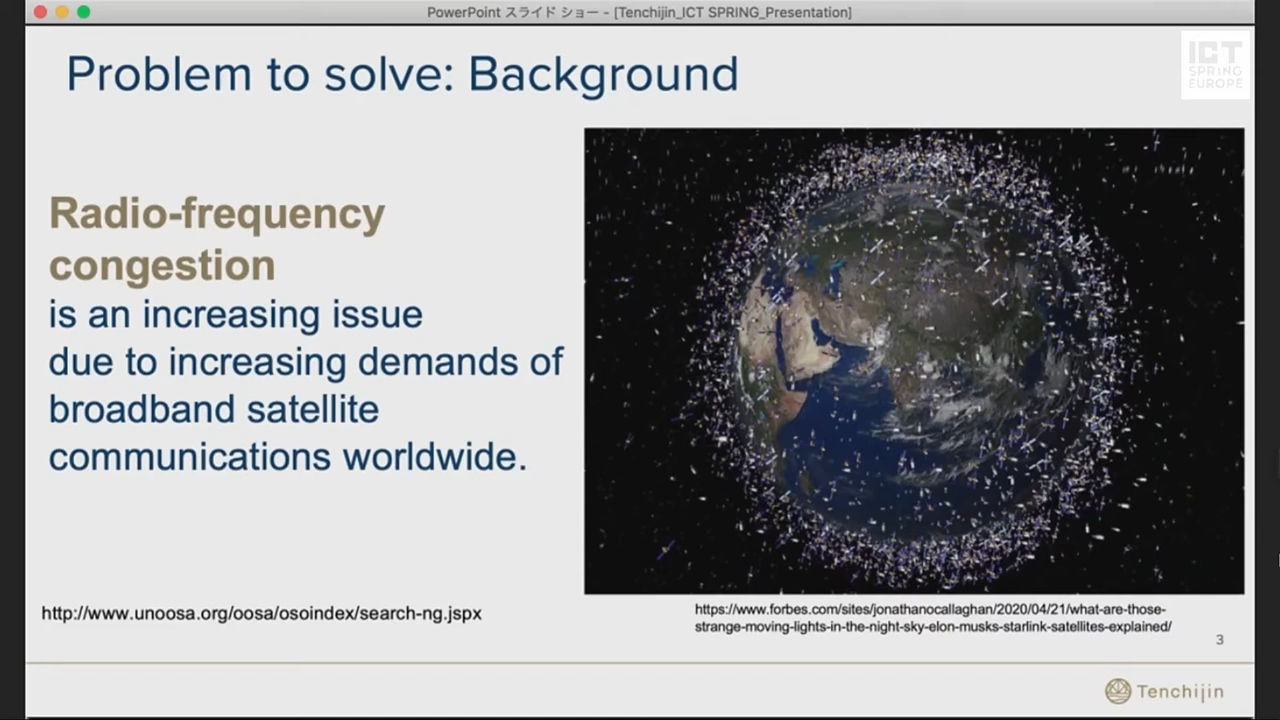 PowerPoint スライド ショー - [Tenchijin_ICT SPRING_Presentation]
Problem to solve: Background
ICT
SPRING
EUROPE
Radio-frequency
congestion
is an increasing issue
due to increasing demands of
broadband satellite
communications worldwide.
http://www.unoosa.org/oosa/osoindex/search-ng.jspx
https://www.forbes.com/sites/jonathanocallaghan/2020/04/21/what-are-those-
strange-moving-lights-in-the-night-sky-elon-musks-starlink-satellites-explained/
3
Tenchijin